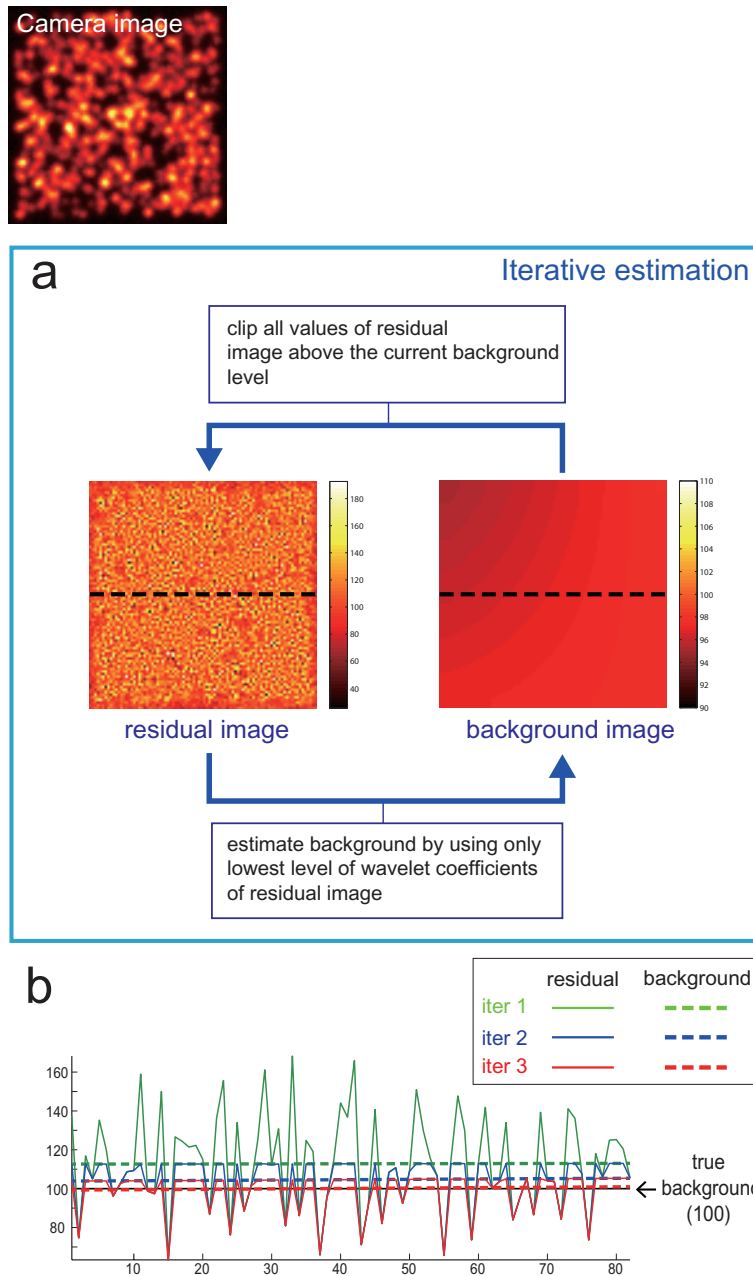 Camera image
a
Iterative estimation
clip all values of residual
image above the current background
level
180
160
140
120
100
80
60
40
110
108
106
104
102
100
98
96
94
92
90
residual image
background image
estimate background by using only
lowest level of wavelet coefficients
of residual image
b
residual background
iter 1
iter 2
iter 3
160
140
120
100
80
10 20 30 40 50 60 70 80
true
background
(100)